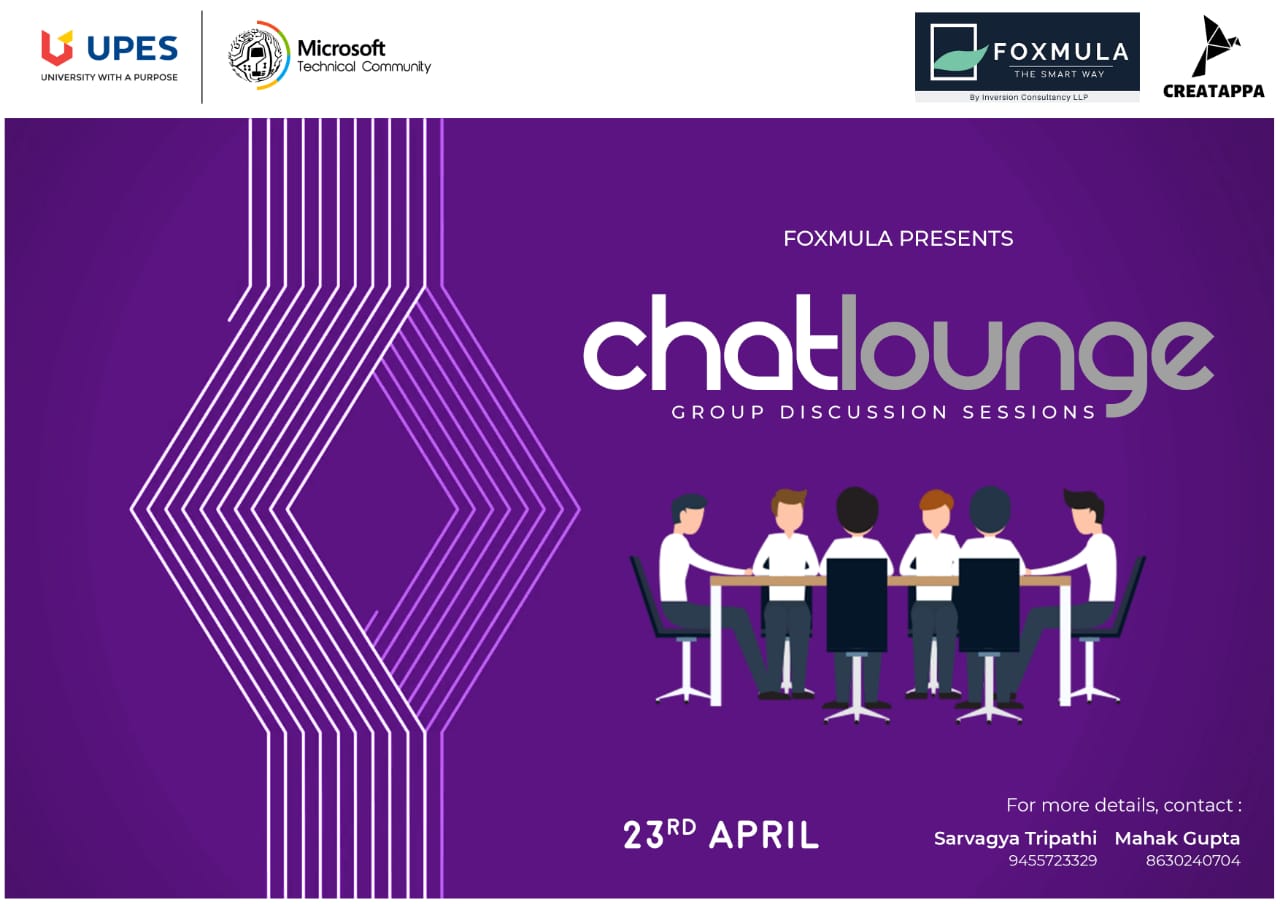 UPES
UNIVERSITY WITH A PURPOSE
Microsoft
Technical Community
FOXMULA
THE SMART WAY
By Inversion Consultancy LLP
CREATAPPA
FOXMULA PRESENTS
chatlounge
GROUP DISCUSSION SESSIONS
23RD APRIL
For more details, contact :
Sarvagya Tripathi Mahak Gupta
9455723329 8630240704